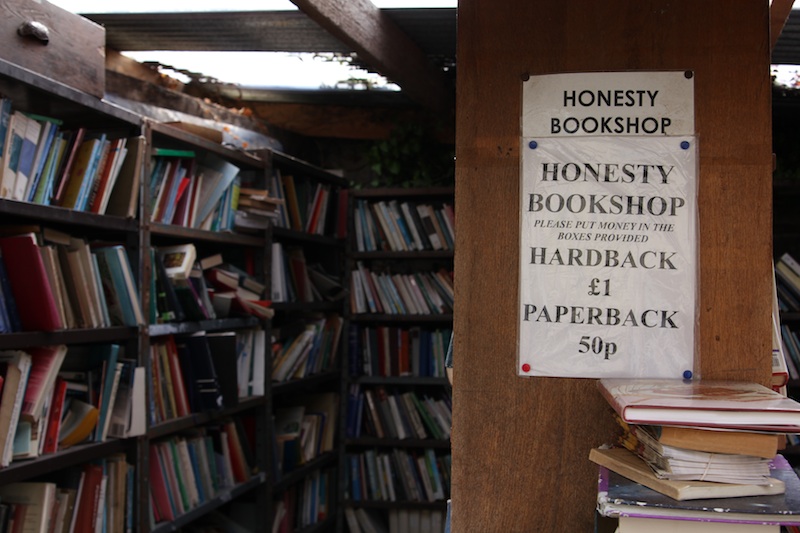 HONESTY
BOOKSHOP
HONESTY
BOOKSHOP
PLEASE PUT MONEY IN THE
BOXES PROVIDED
HARDBACK
£1
PAPERBACK
50p